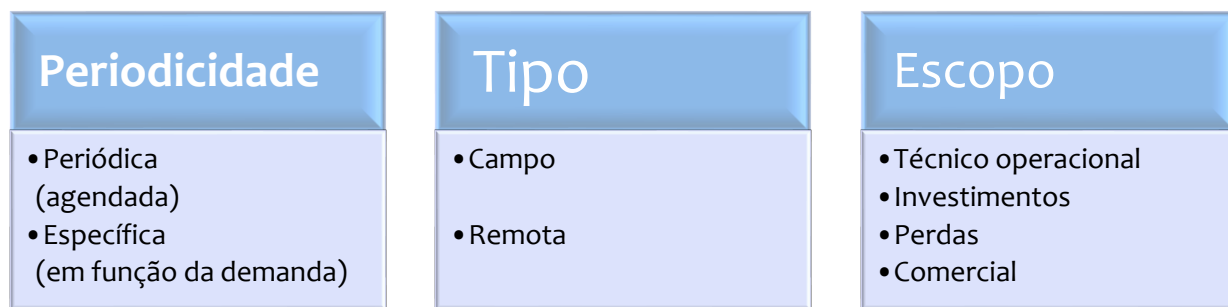 Periodicidade
•Periódica
(agendada)
•Específica
(em função da demanda)
Tipo
•Campo
•Remota
Escopo
•Técnico operacional
•Investimentos
•Perdas
•Comercial